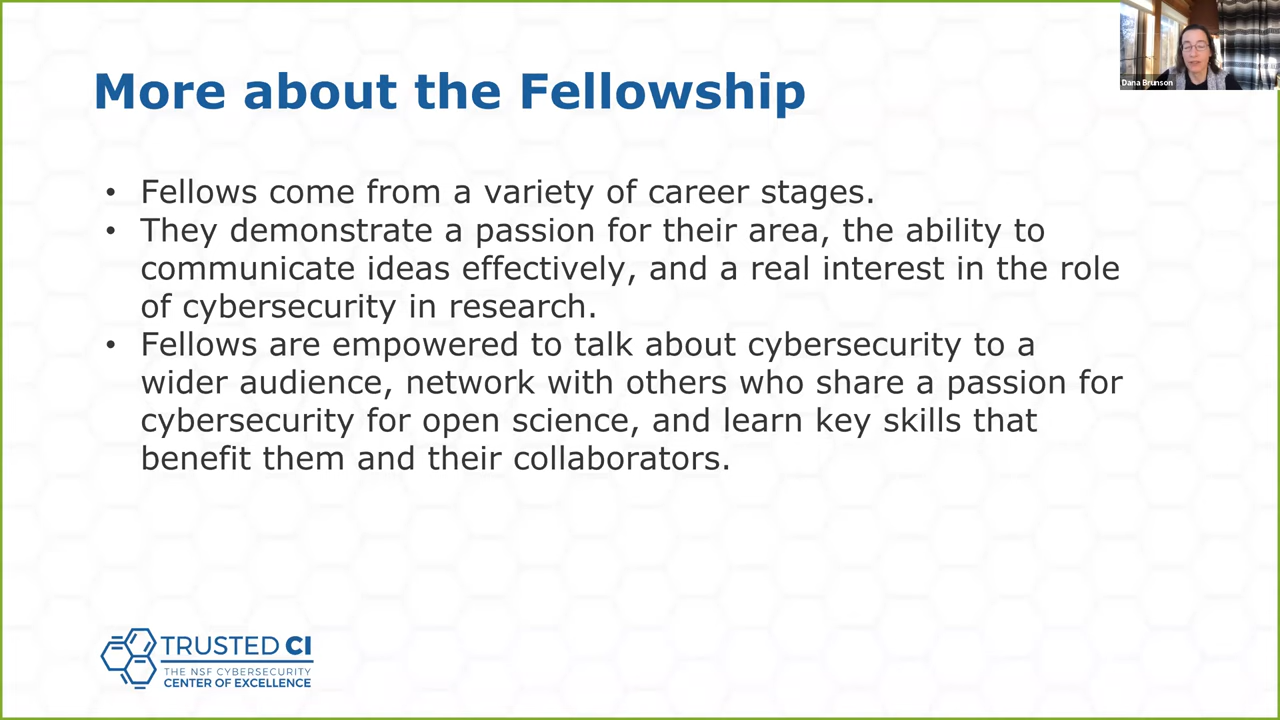 More about the Fellowship
Dana Brunson
• Fellows come from a variety of career stages.
• They demonstrate a passion for their area, the ability to
communicate ideas effectively, and a real interest in the role
of cybersecurity in research.
• Fellows are empowered to talk about cybersecurity to a
wider audience, network with others who share a passion for
cybersecurity for open science, and learn key skills that
benefit them and their collaborators.
TRUSTED CI
THE NSF CYBERSECURITY
CENTER OF EXCELLENCE